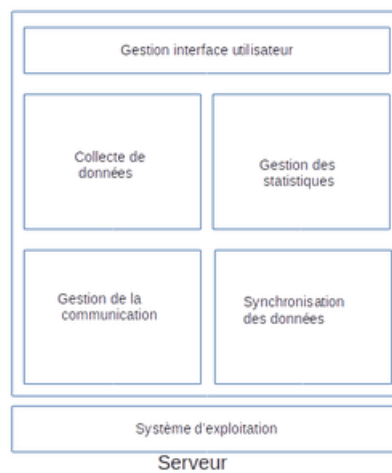 Gestion interface utilisateur
Collecte de
données
Gestion des
statistiques
Gestion de la
communication
Synchronisation
des données
Système d'exploitation
Serveur